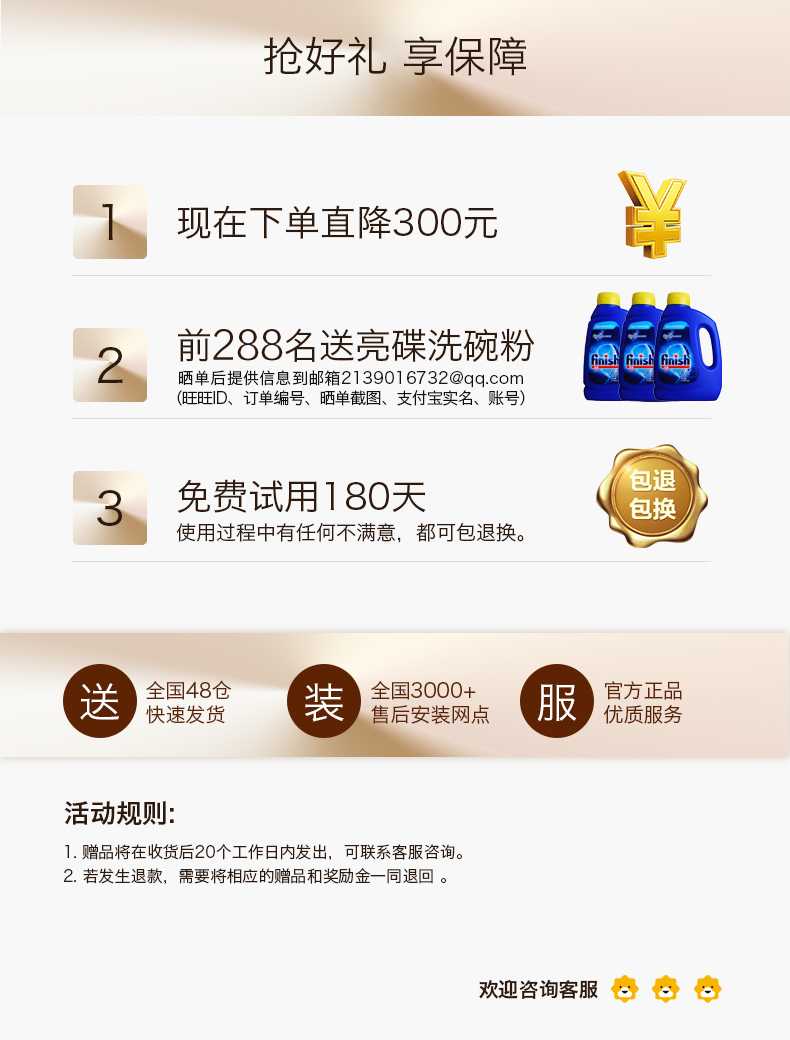 抢好礼 享保障
1
现在下单直降300元
¥
2
前288名送亮碟洗碗粉
晒单后提供信息到邮箱2139016732@qq.com
(旺旺ID、订单编号、晒单截图、支付宝实名、账号)
finish finish finish
3
免费试用180天
使用过程中有任何不满意，都可包退换。
包退
包换
送
全国48仓
快速发货
装
全国3000+
售后安装网点
服
官方正品
优质服务
活动规则:
1. 赠品将在收货后20个工作日内发出，可联系客服咨询。
2. 若发生退款，需要将相应的赠品和奖励金一同退回 。
欢迎咨询客服